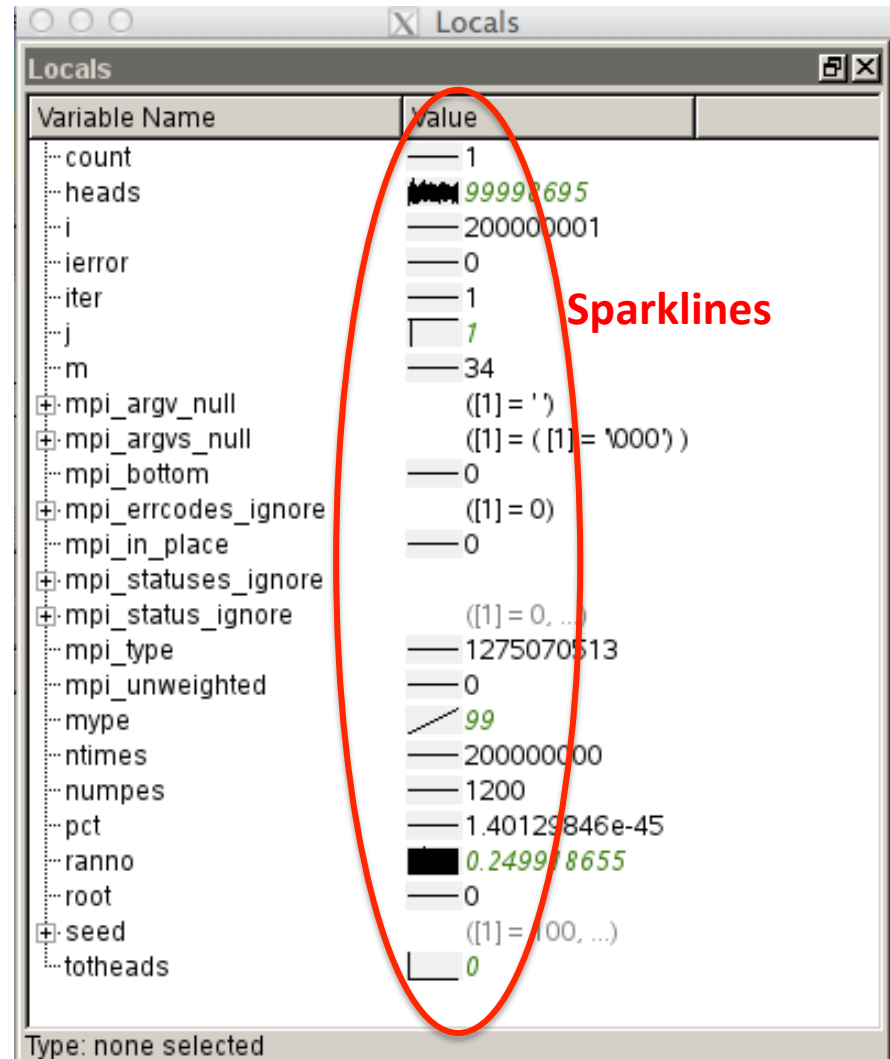 Locals
Locals
Variable Name Value
count 1
heads 99998695
i 200000001
ierror 0
iter 1
Sparklines
j 1
m 34
mpi_argv_null ([1] = ' ')
mpi_argvs_null ([1] = ( [1] = '\000') )
mpi_bottom 0
mpi_errcodes_ignore ([1] = 0)
mpi_in_place 0
mpi_statuses_ignore
mpi_status_ignore ([1] = 0, ...)
mpi_type 1275070513
mpi_unweighted 0
mype 99
ntimes 200000000
numpes 1200
pct 1.40129846e-45
ranno 0.249918655
root 0
seed ([1] = 100, ...)
totheads 0
Type: none selected